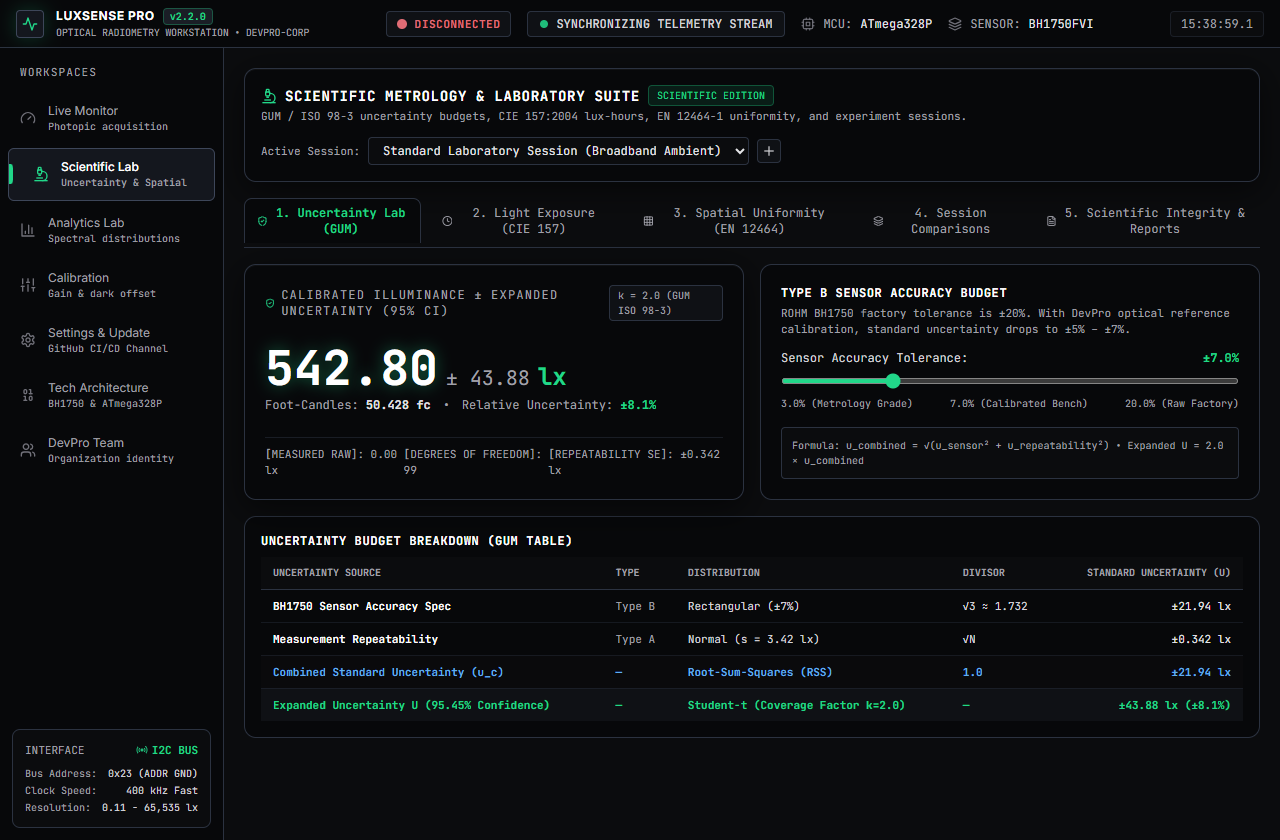 LUXSENSE PRO v2.2.0
OPTICAL RADIOMETRY WORKSTATION • DEVPRO-CORP
DISCONNECTED
SYNCHRONIZING TELEMETRY STREAM
MCU: ATmega328P
SENSOR: BH1750FVI
15:38:59.1
WORKSPACES
Live Monitor
Photopic acquisition
Scientific Lab
Uncertainty & Spatial
Analytics Lab
Spectral distributions
Calibration
Gain & dark offset
Settings & Update
GitHub CI/CD Channel
Tech Architecture
BH1750 & ATmega328P
DevPro Team
Organization identity
INTERFACE I2C BUS
Bus Address: 0x23 (ADDR GND)
Clock Speed: 400 kHz Fast
Resolution: 0.11 - 65,535 lx
SCIENTIFIC METROLOGY & LABORATORY SUITE SCIENTIFIC EDITION
GUM / ISO 98-3 uncertainty budgets, CIE 157:2004 lux-hours, EN 12464-1 uniformity, and experiment sessions.
Active Session: Standard Laboratory Session (Broadband Ambient) +
1. Uncertainty Lab
(GUM)
2. Light Exposure
(CIE 157)
3. Spatial Uniformity
(EN 12464)
4. Session
Comparisons
5. Scientific Integrity &
Reports
CALIBRATED ILLUMINANCE ± EXPANDED
UNCERTAINTY (95% CI)
k = 2.0 (GUM
ISO 98-3)
542.80 ± 43.88 lx
Foot-Candles: 50.428 fc • Relative Uncertainty: ±8.1%
[MEASURED RAW]: 0.00
lx
[DEGREES OF FREEDOM]:
99
[REPEATABILITY SE]: ±0.342
lx
TYPE B SENSOR ACCURACY BUDGET
ROHM BH1750 factory tolerance is ±20%. With DevPro optical reference
calibration, standard uncertainty drops to ±5% – ±7%.
Sensor Accuracy Tolerance: ±7.0%
3.0% (Metrology Grade) 7.0% (Calibrated Bench) 20.0% (Raw Factory)
Formula: u_combined = √(u_sensor² + u_repeatability²) • Expanded U = 2.0
× u_combined
UNCERTAINTY BUDGET BREAKDOWN (GUM TABLE)
UNCERTAINTY SOURCE TYPE DISTRIBUTION DIVISOR STANDARD UNCERTAINTY (U)
BH1750 Sensor Accuracy Spec Type B Rectangular (±7%) √3 ≈ 1.732 ±21.94 lx
Measurement Repeatability Type A Normal (s = 3.42 lx) √N ±0.342 lx
Combined Standard Uncertainty (u_c) — Root-Sum-Squares (RSS) 1.0 ±21.94 lx
Expanded Uncertainty U (95.45% Confidence) — Student-t (Coverage Factor k=2.0) — ±43.88 lx (±8.1%)